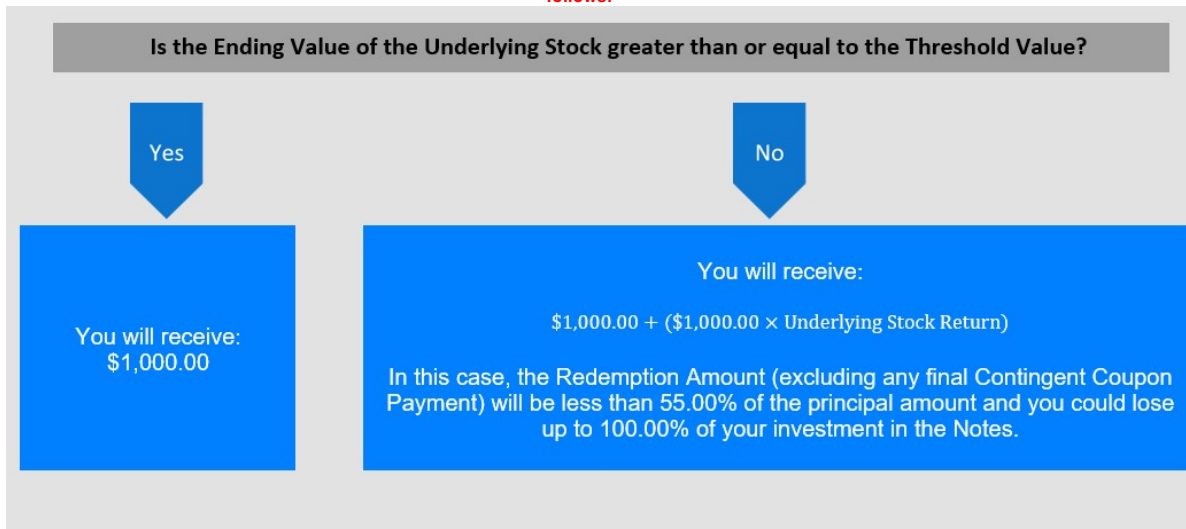 follows:
Is the Ending Value of the Underlying Stock greater than or equal to the Threshold Value?
Yes
No
You will receive:
$1,000.00
You will receive:
$1,000.00 + ($1,000.00 × Underlying Stock Return)
In this case, the Redemption Amount (excluding any final Contingent Coupon
Payment) will be less than 55.00% of the principal amount and you could lose
up to 100.00% of your investment in the Notes.